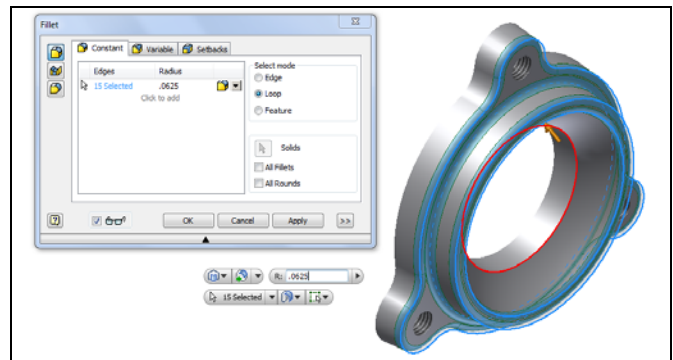 Fillet
Constant Variable Setbacks
Edges Radius
15 Selected .0625
Click to add
Select mode
Edge
Loop
Feature
Solids
All Fillets
All Rounds
OK Cancel Apply >>
R: .0625
15 Selected